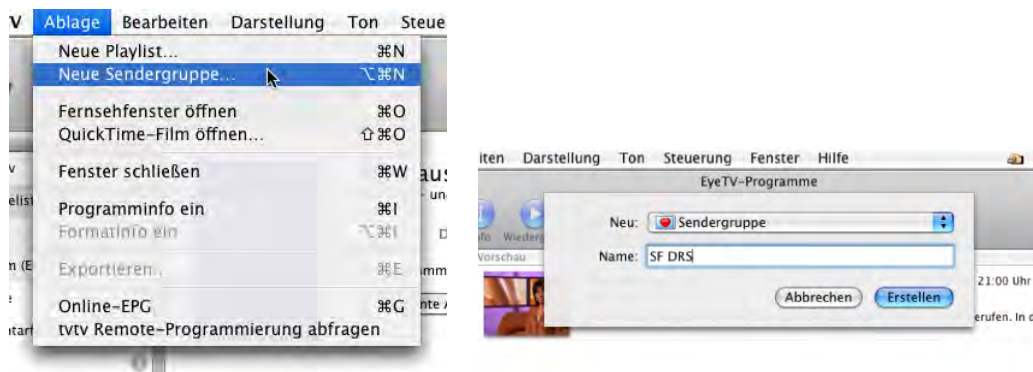 V Ablage Bearbeiten Darstellung Ton Steue
Neue Playlist... ⌘N
Neue Sendergruppe... ⌥⌘N
Fernsehfenster öffnen ⌘O
QuickTime-Film öffnen... ⇧⌘O
Fenster schließen ⌘W
Programminfo ein ⌘I
Formatinfo ein ⌥⌘I
Exportieren... ⌘E
Online-EPG ⌘G
tvtv Remote-Programmierung abfragen
iten Darstellung Ton Steuerung Fenster Hilfe
EyeTV-Programme
Neu: Sendergruppe
Name: SF DRS
Abbrechen Erstellen
Vorschau
21:00 Uhr
erufen. In d